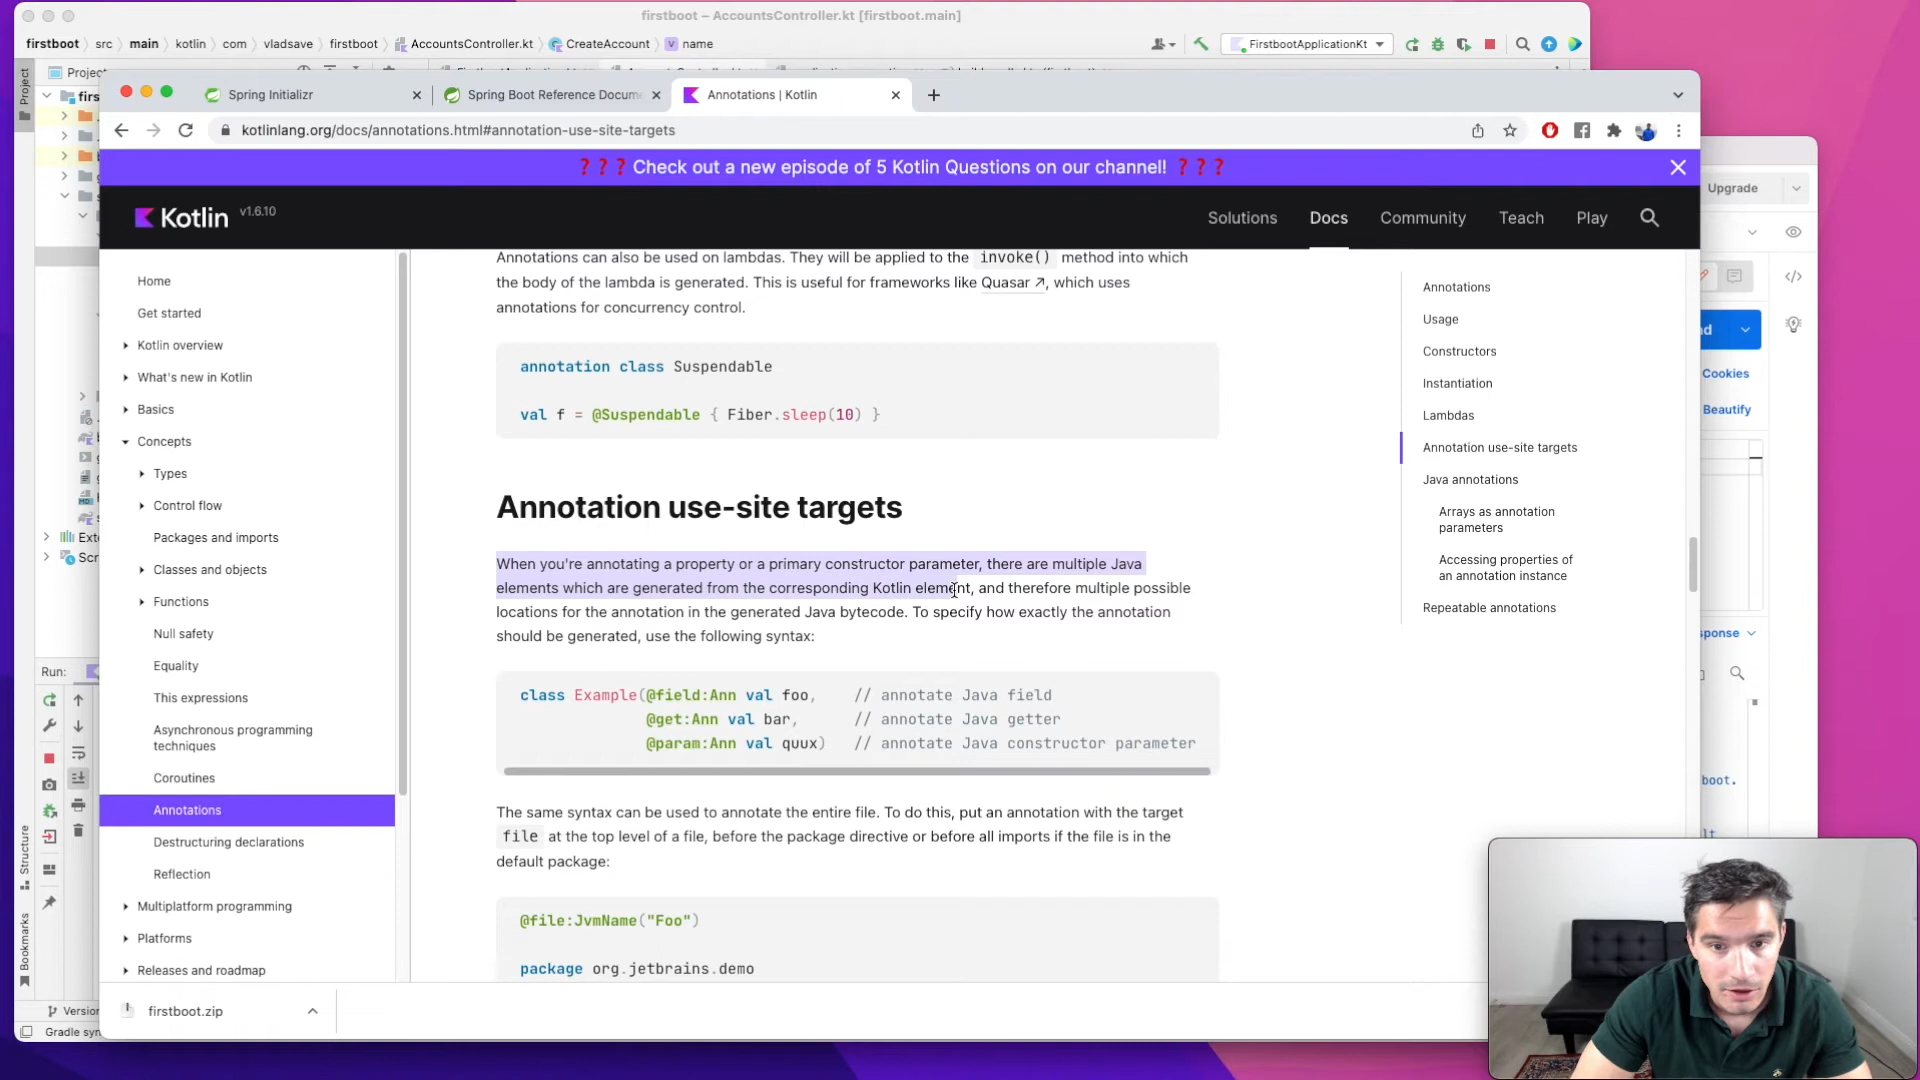 firstboot – AccountsController.kt [firstboot.main]
firstboot src main kotlin com vladsave firstboot AccountsController.kt CreateAccount name
FirstbootApplicationKt
Project
Project
Spring Initializr
Spring Boot Reference Docume
Annotations | Kotlin
kotlinlang.org/docs/annotations.html#annotation-use-site-targets
❓❓❓ Check out a new episode of 5 Kotlin Questions on our channel! ❓❓❓
Upgrade
Kotlin v1.6.10
Solutions Docs Community Teach Play
Home
Get started
Kotlin overview
What's new in Kotlin
Basics
Concepts
Types
Control flow
Packages and imports
Classes and objects
Functions
Null safety
Equality
This expressions
Asynchronous programming
techniques
Coroutines
Annotations
Destructuring declarations
Reflection
Multiplatform programming
Platforms
Releases and roadmap
Annotations can also be used on lambdas. They will be applied to the invoke() method into which
the body of the lambda is generated. This is useful for frameworks like Quasar ↗, which uses
annotations for concurrency control.
annotation class Suspendable
val f = @Suspendable { Fiber.sleep(10) }
Annotation use-site targets
When you're annotating a property or a primary constructor parameter, there are multiple Java
elements which are generated from the corresponding Kotlin element, and therefore multiple possible
locations for the annotation in the generated Java bytecode. To specify how exactly the annotation
should be generated, use the following syntax:
class Example(@field:Ann val foo, // annotate Java field
@get:Ann val bar, // annotate Java getter
@param:Ann val quux) // annotate Java constructor parameter
The same syntax can be used to annotate the entire file. To do this, put an annotation with the target
file at the top level of a file, before the package directive or before all imports if the file is in the
default package:
@file:JvmName("Foo")
package org.jetbrains.demo
Annotations
Usage
Constructors
Instantiation
Lambdas
Annotation use-site targets
Java annotations
Arrays as annotation
parameters
Accessing properties of
an annotation instance
Repeatable annotations
Cookies
Beautify
Run:
Structure
Bookmarks
firstboot.zip